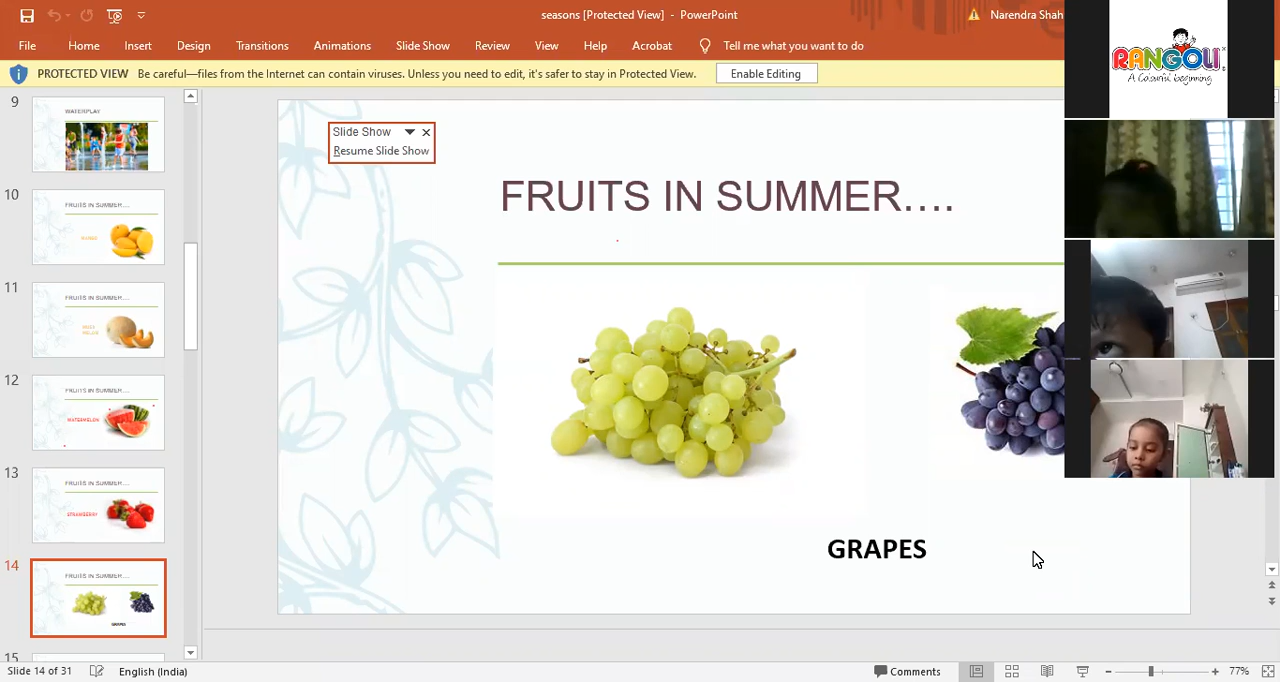 seasons [Protected View] - PowerPoint
Narendra Shah
File Home Insert Design Transitions Animations Slide Show Review View Help Acrobat Tell me what you want to do
PROTECTED VIEW Be careful—files from the Internet can contain viruses. Unless you need to edit, it's safer to stay in Protected View. Enable Editing
RANGOLI
A Colourful beginning
9
WATERPLAY
10
FRUITS IN SUMMER....
MANGO
11
FRUITS IN SUMMER....
MUSK
MELON
12
FRUITS IN SUMMER....
WATERMELON
13
FRUITS IN SUMMER....
STRAWBERRY
14
FRUITS IN SUMMER....
GRAPES
15
Slide Show
Resume Slide Show
FRUITS IN SUMMER....
GRAPES
Slide 14 of 31 English (India) Comments 77%